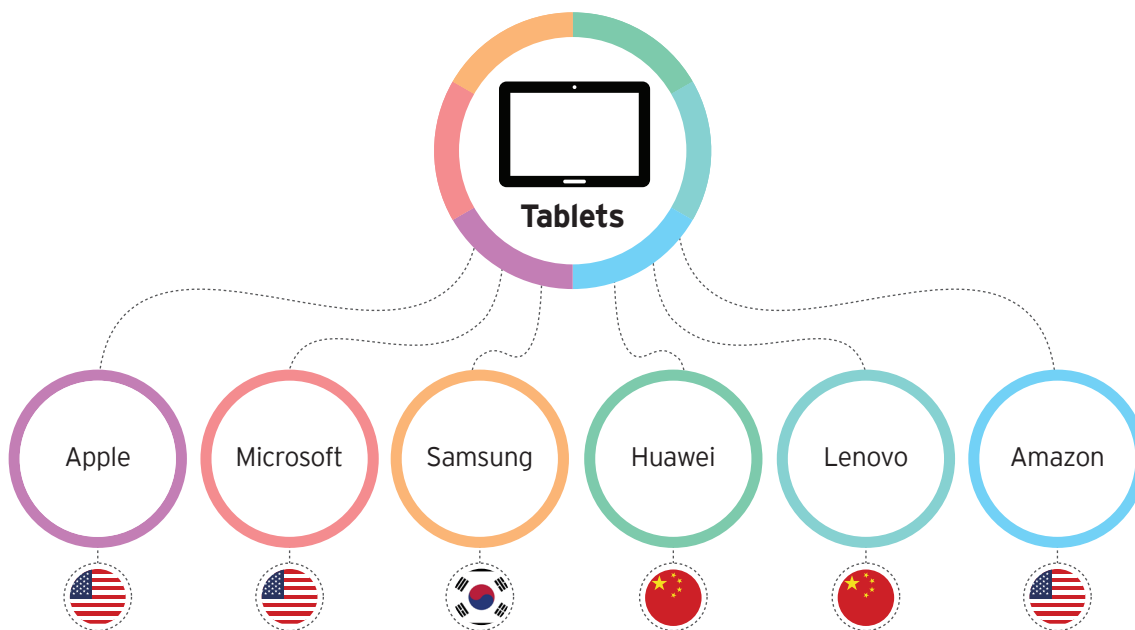 Tablets
Apple
Microsoft
Samsung
Huawei
Lenovo
Amazon